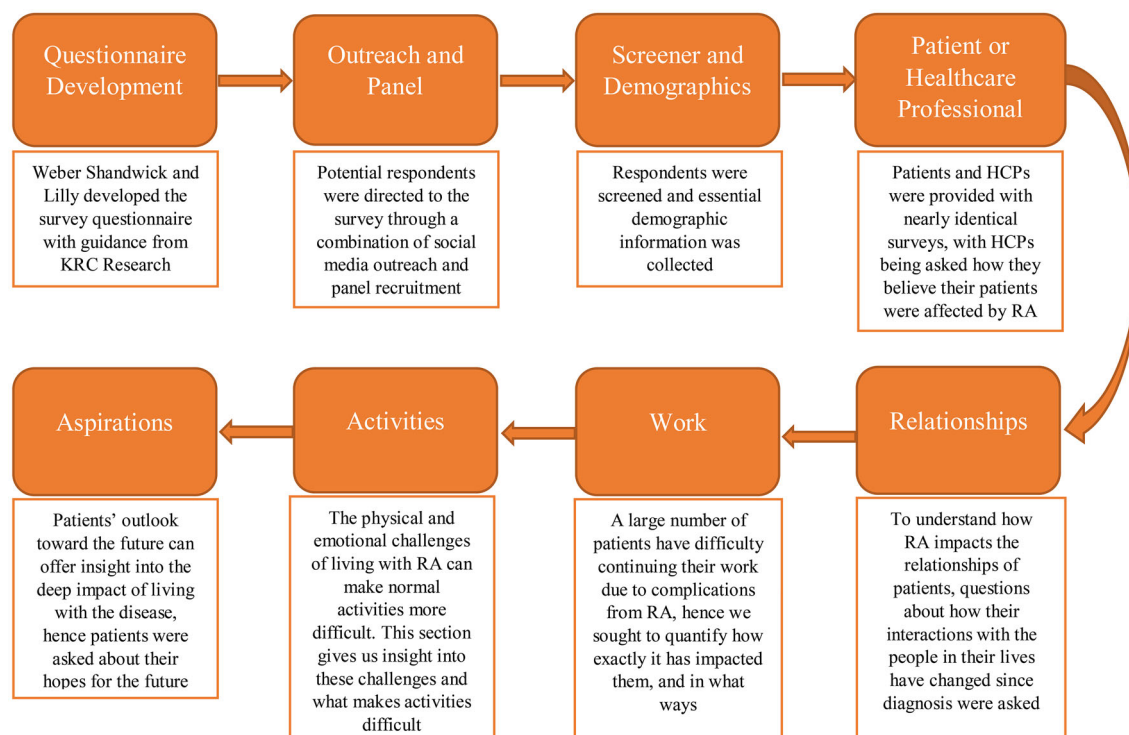 Questionnaire
Development
Weber Shandwick and
Lilly developed the
survey questionnaire
with guidance from
KRC Research
Outreach and
Panel
Potential respondents
were directed to the
survey through a
combination of social
media outreach and
panel recruitment
Screener and
Demographics
Respondents were
screened and essential
demographic
information was
collected
Patient or
Healthcare
Professional
Patients and HCPs
were provided with
nearly identical
surveys, with HCPs
being asked how they
believe their patients
were affected by RA
Relationships
To understand how
RA impacts the
relationships of
patients, questions
about how their
interactions with the
people in their lives
have changed since
diagnosis were asked
Work
A large number of
patients have difficulty
continuing their work
due to complications
from RA, hence we
sought to quantify how
exactly it has impacted
them, and in what
ways
Activities
The physical and
emotional challenges
of living with RA can
make normal
activities more
difficult. This section
gives us insight into
these challenges and
what makes activities
difficult
Aspirations
Patients’ outlook
toward the future can
offer insight into the
deep impact of living
with the disease,
hence patients were
asked about their
hopes for the future